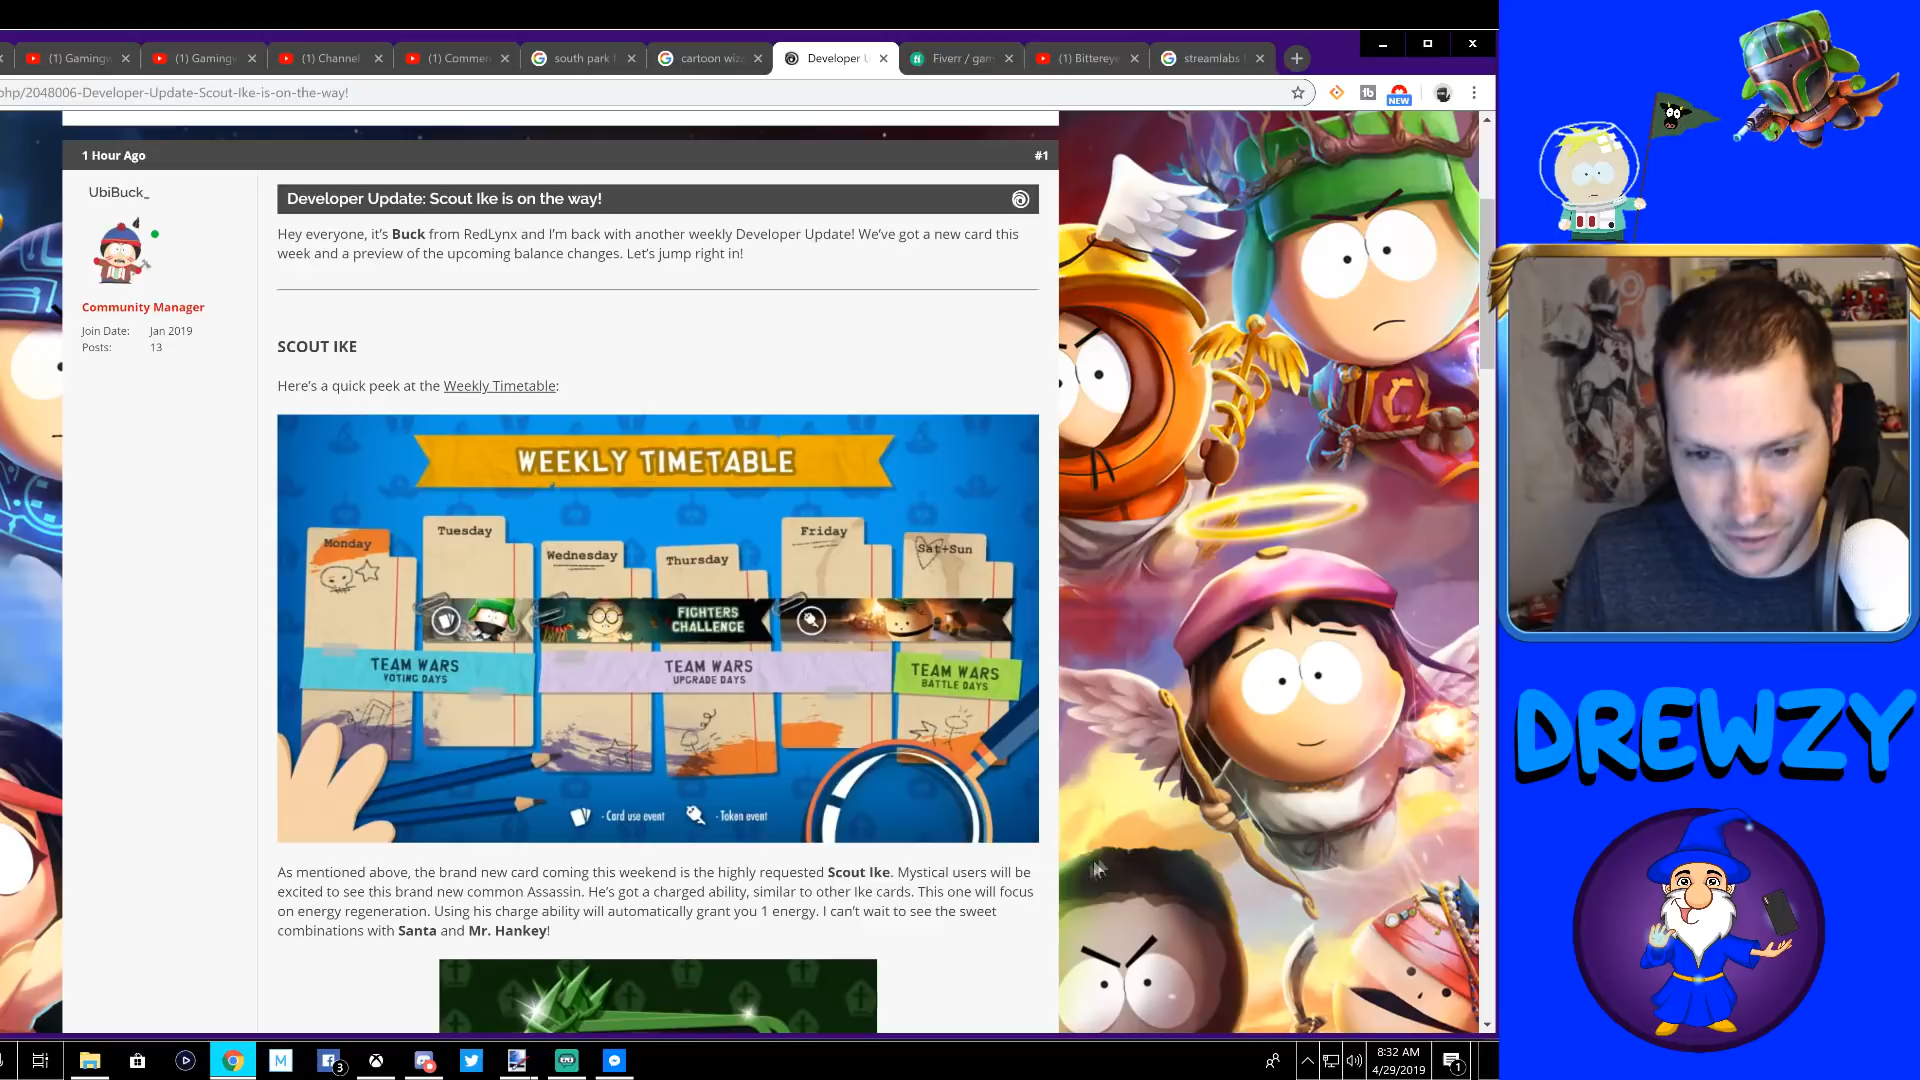 (1) Gamingw
(1) Gamingw
(1) Channel
(1) Commen
south park f
cartoon wiz
Developer U
Fiverr / gam
(1) Bittereye
streamlabs
php/2048006-Developer-Update-Scout-Ike-is-on-the-way!
NEW
1 Hour Ago
#1
UbiBuck_
Community Manager
Join Date: Jan 2019
Posts: 13
Developer Update: Scout Ike is on the way!
Hey everyone, it's Buck from RedLynx and I'm back with another weekly Developer Update! We've got a new card this
week and a preview of the upcoming balance changes. Let's jump right in!
SCOUT IKE
Here's a quick peek at the Weekly Timetable:
WEEKLY TIMETABLE
Monday
Tuesday
Wednesday
Thursday
Friday
Sat+Sun
FIGHTERS
CHALLENGE
TEAM WARS
VOTING DAYS
TEAM WARS
UPGRADE DAYS
TEAM WARS
BATTLE DAYS
- Card use event
- Token event
As mentioned above, the brand new card coming this weekend is the highly requested Scout Ike. Mystical users will be
excited to see this brand new common Assassin. He's got a charged ability, similar to other Ike cards. This one will focus
on energy regeneration. Using his charge ability will automatically grant you 1 energy. I can't wait to see the sweet
combinations with Santa and Mr. Hankey!
DREWZY
M
3
8:32 AM
4/29/2019
1